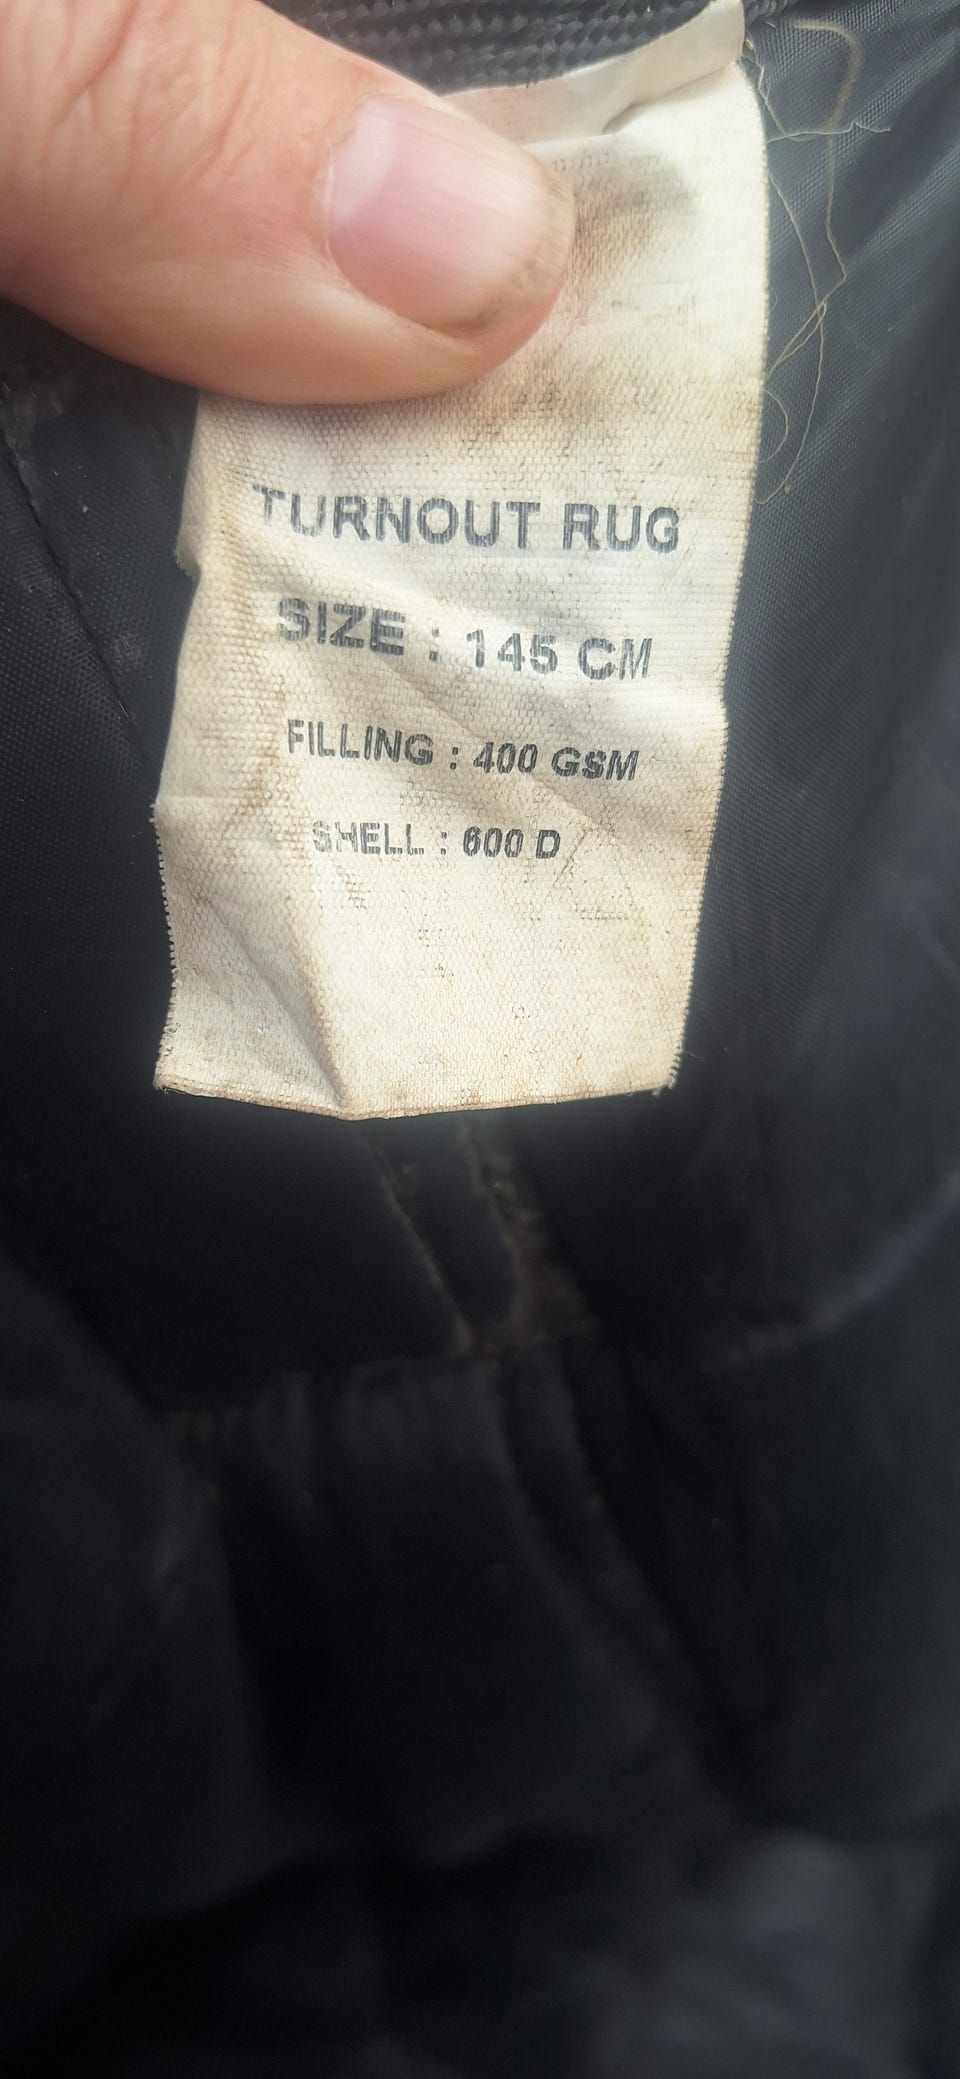 TURNOUT RUG
SIZE : 145 CM
FILLING : 400 GSM
SHELL : 600 D